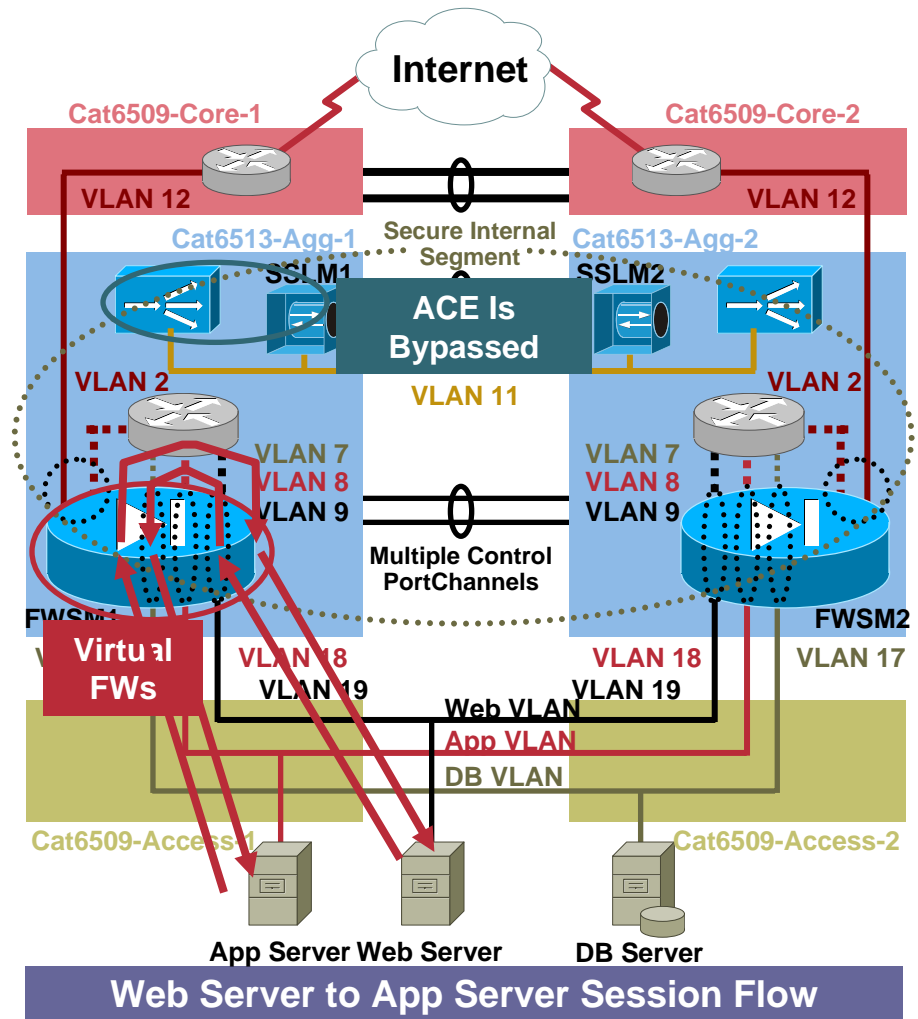 Internet
Cat6509-Core-1
Cat6509-Core-2
VLAN 12
VLAN 12
Secure Internal
Segment
Cat6513-Agg-1
Cat6513-Agg-2
SSLM1
SSLM2
ACE Is
Bypassed
VLAN 2
VLAN 11
VLAN 2
VLAN 7
VLAN 8
VLAN 9
VLAN 7
VLAN 8
VLAN 9
Multiple Control
PortChannels
FWSM1
FWSM2
Virtual
FWs
VLAN 18
VLAN 19
VLAN 18
VLAN 17
VLAN 19
Web VLAN
App VLAN
DB VLAN
Cat6509-Access-1
Cat6509-Access-2
App Server
Web Server
DB Server
Web Server to App Server Session Flow